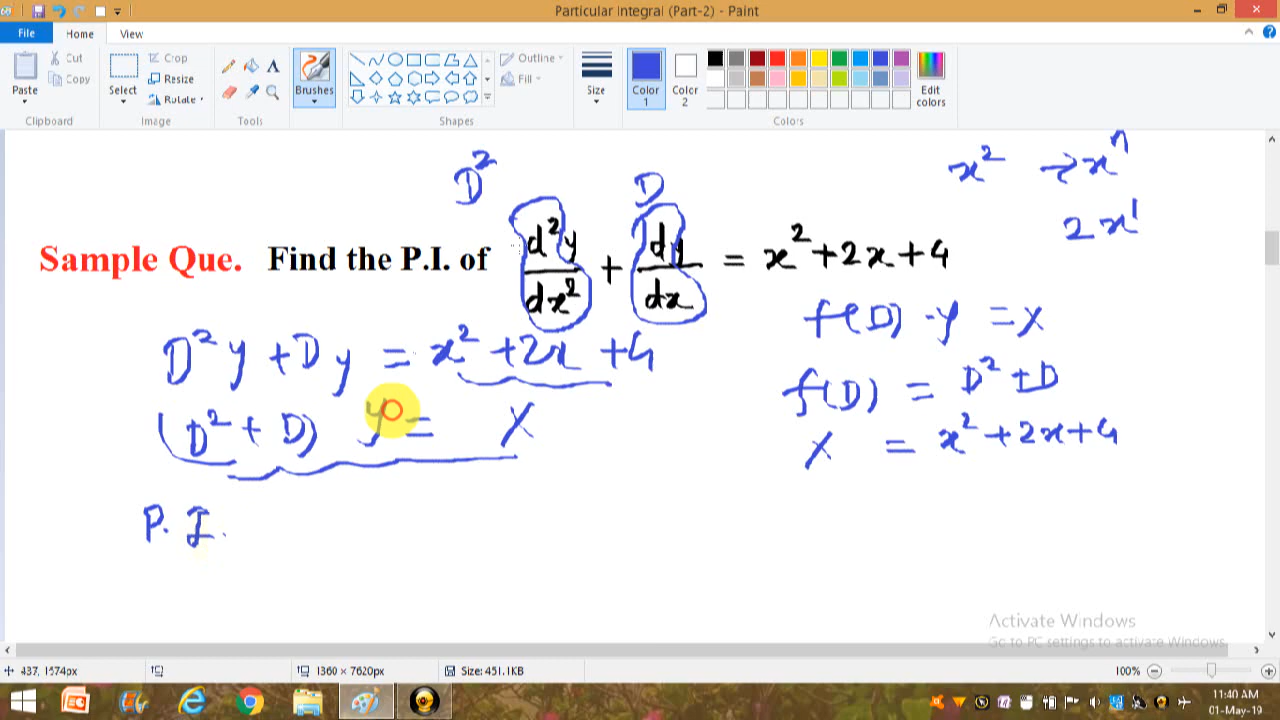 Particular Integral (Part-2) - Paint
File Home View
Paste Cut Copy Clipboard
Select Crop Resize Rotate Image
Tools
Brushes
Shapes Outline Fill
Size
Color 1 Color 2 Edit colors Colors
D² D x² → xⁿ
2x¹
Sample Que. Find the P.I. of d²y/dx² + dy/dx = x² + 2x + 4
f(D) · y = X
D²y + Dy = x² + 2x + 4
f(D) = D² + D
(D² + D) y = X
X = x² + 2x + 4
P. I.
Activate Windows
Go to PC settings to activate Windows.
437, 1574px 1360 × 7620px Size: 451.1KB 100%
11:40 AM
01-May-19